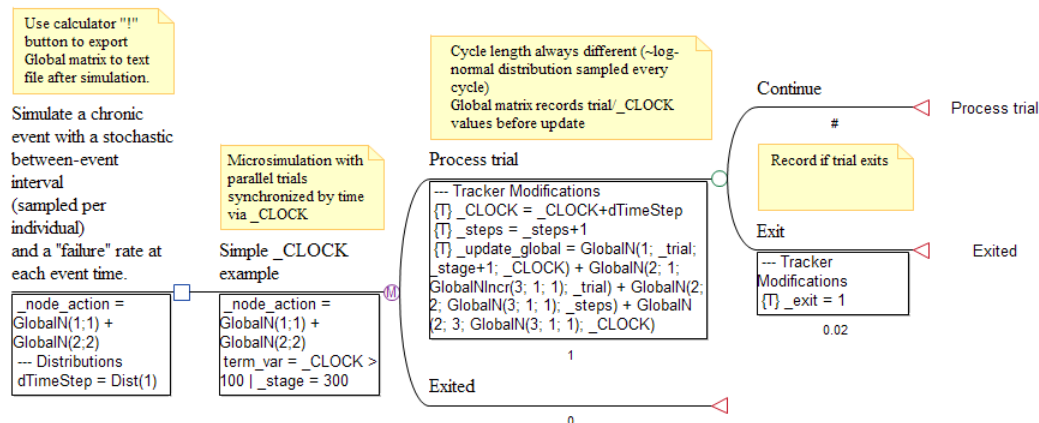 Use calculator "!"
button to export
Global matrix to text
file after simulation.
Simulate a chronic
event with a stochastic
between-event
interval
(sampled per
individual)
and a "failure" rate at
each event time.
_node_action =
GlobalN(1;1) +
GlobalN(2;2)
--- Distributions
dTimeStep = Dist(1)
Microsimulation with
parallel trials
synchronized by time
via _CLOCK
Simple _CLOCK
example
_node_action =
GlobalN(1;1) +
GlobalN(2;2)
term_var = _CLOCK >
100 | _stage = 300
M
Cycle length always different (~log-
normal distribution sampled every
cycle)
Global matrix records trial/_CLOCK
values before update
Process trial
--- Tracker Modifications
{T} _CLOCK = _CLOCK+dTimeStep
{T} _steps = _steps+1
{T} _update_global = GlobalN(1; _trial;
_stage+1; _CLOCK) + GlobalN(2; 1;
GlobalNIncr(3; 1; 1); _trial) + GlobalN(2;
2; GlobalN(3; 1; 1); _steps) + GlobalN
(2; 3; GlobalN(3; 1; 1); _CLOCK)
1
Exited
0
Continue
#
Process trial
Record if trial exits
Exit
--- Tracker
Modifications
{T} _exit = 1
0.02
Exited